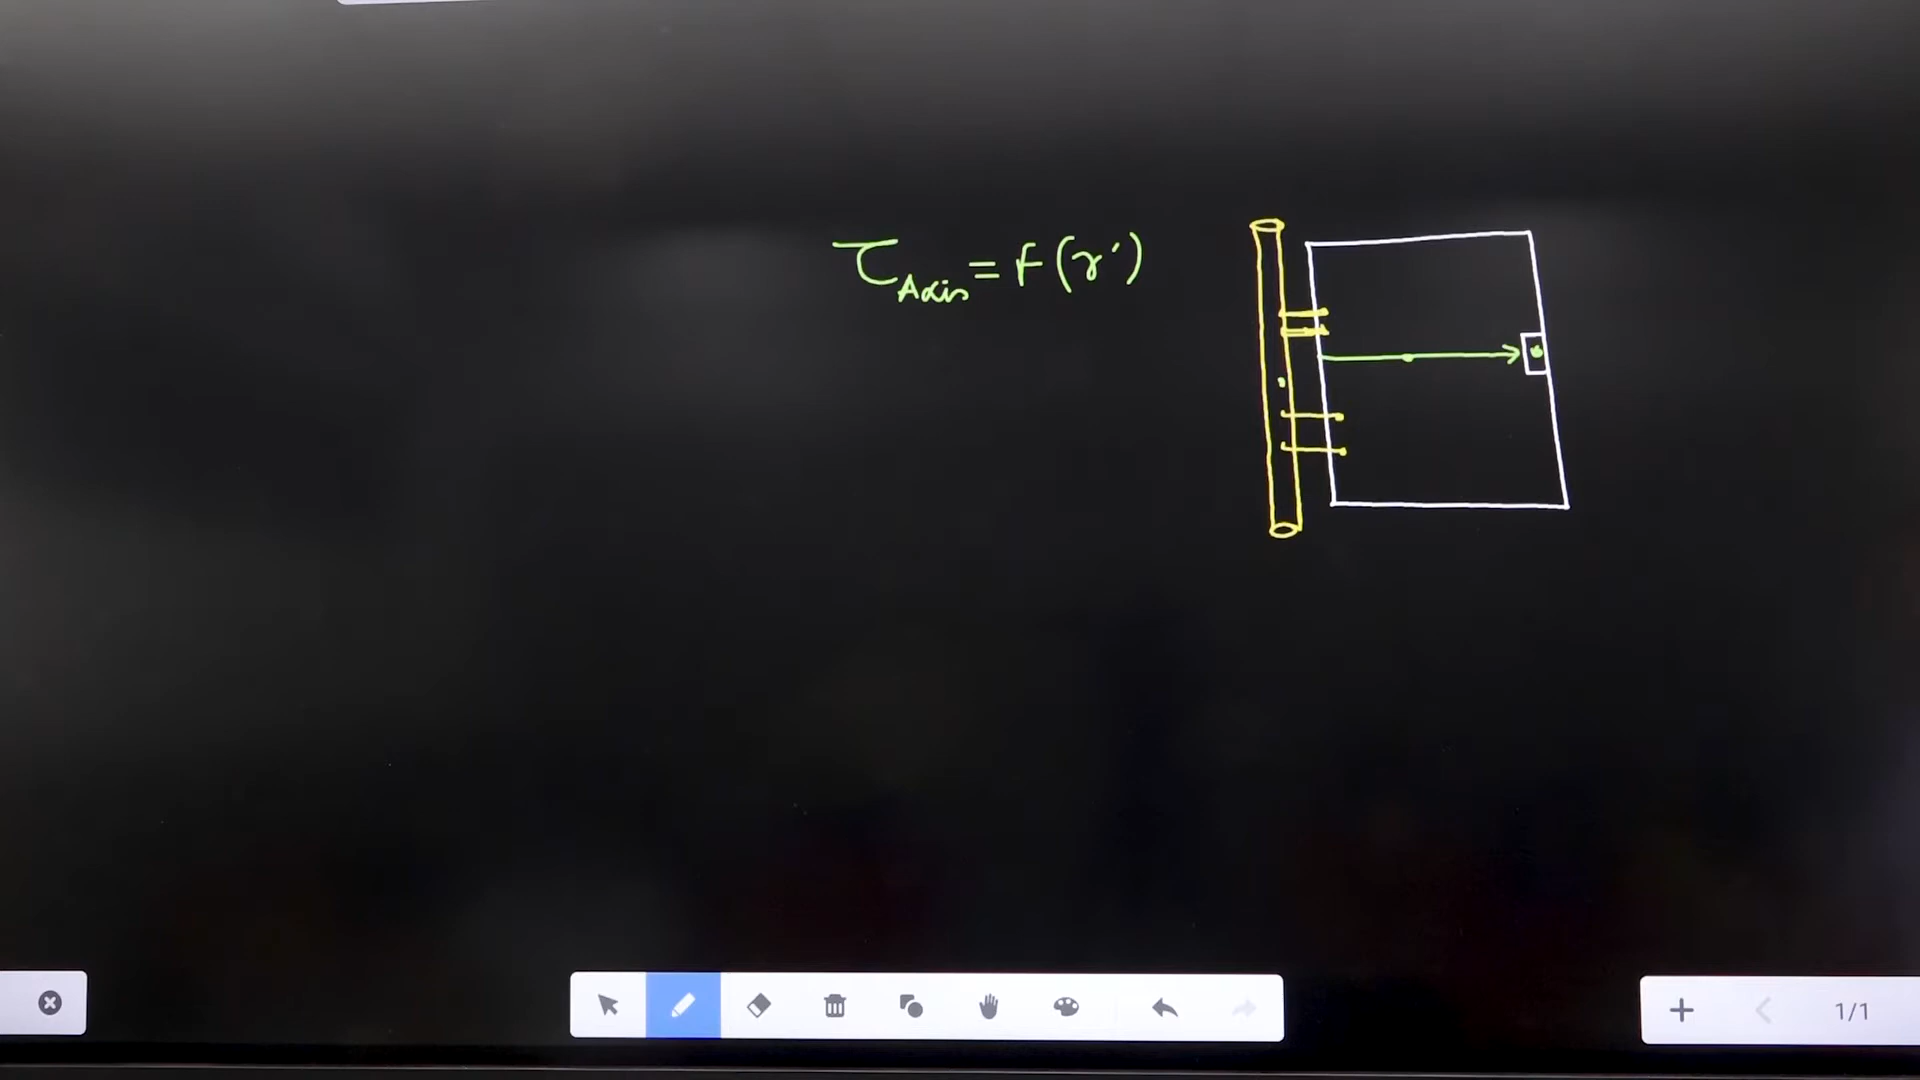 τ_Axis = F(r')
1/1